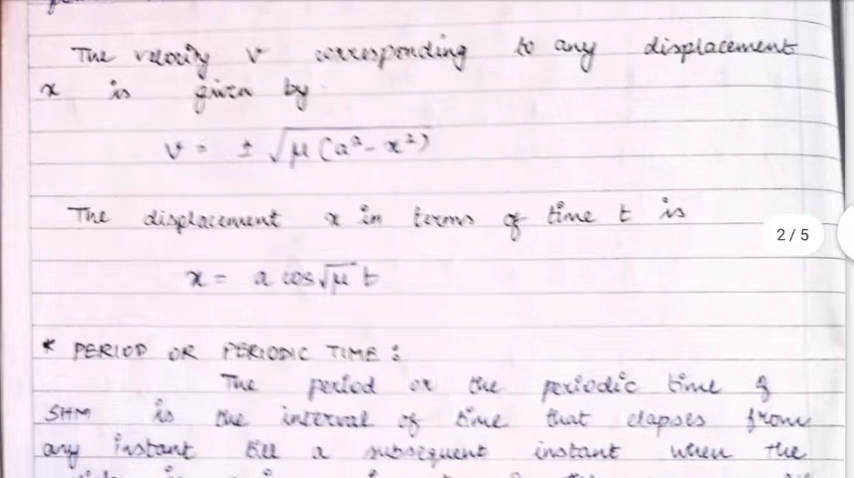 The velocity v corresponding to any displacement
x is given by
v = ± √μ(a² - x²)
The displacement x in terms of time t is
2 / 5
x = a cos √μ t
* PERIOD OR PERIODIC TIME :
The period or the periodic time of
SHM is the interval of time that elapses from
any instant till a subsequent instant when the